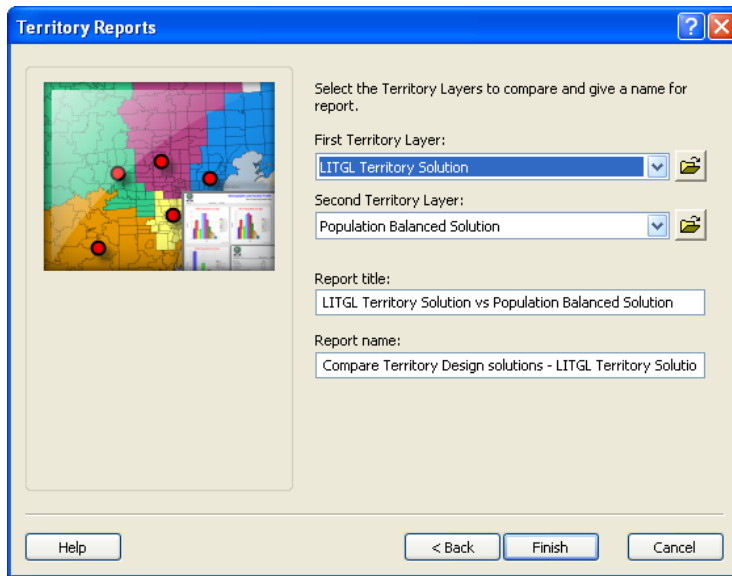 Territory Reports
Select the Territory Layers to compare and give a name for
report.
First Territory Layer:
LITGL Territory Solution
Second Territory Layer:
Population Balanced Solution
Report title:
LITGL Territory Solution vs Population Balanced Solution
Report name:
Compare Territory Design solutions - LITGL Territory Solutio
Help
< Back
Finish
Cancel